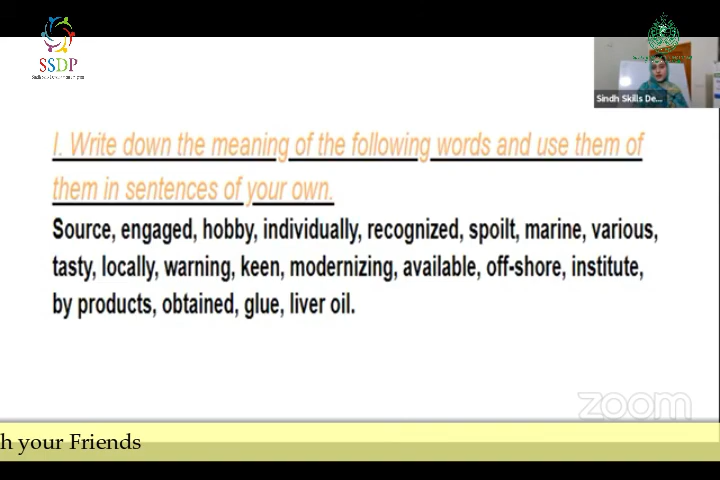 SSDP
Sindh Skills De...
I. Write down the meaning of the following words and use them of
them in sentences of your own.
Source, engaged, hobby, individually, recognized, spoilt, marine, various,
tasty, locally, warning, keen, modernizing, available, off-shore, institute,
by products, obtained, glue, liver oil.
zoom
h your Friends